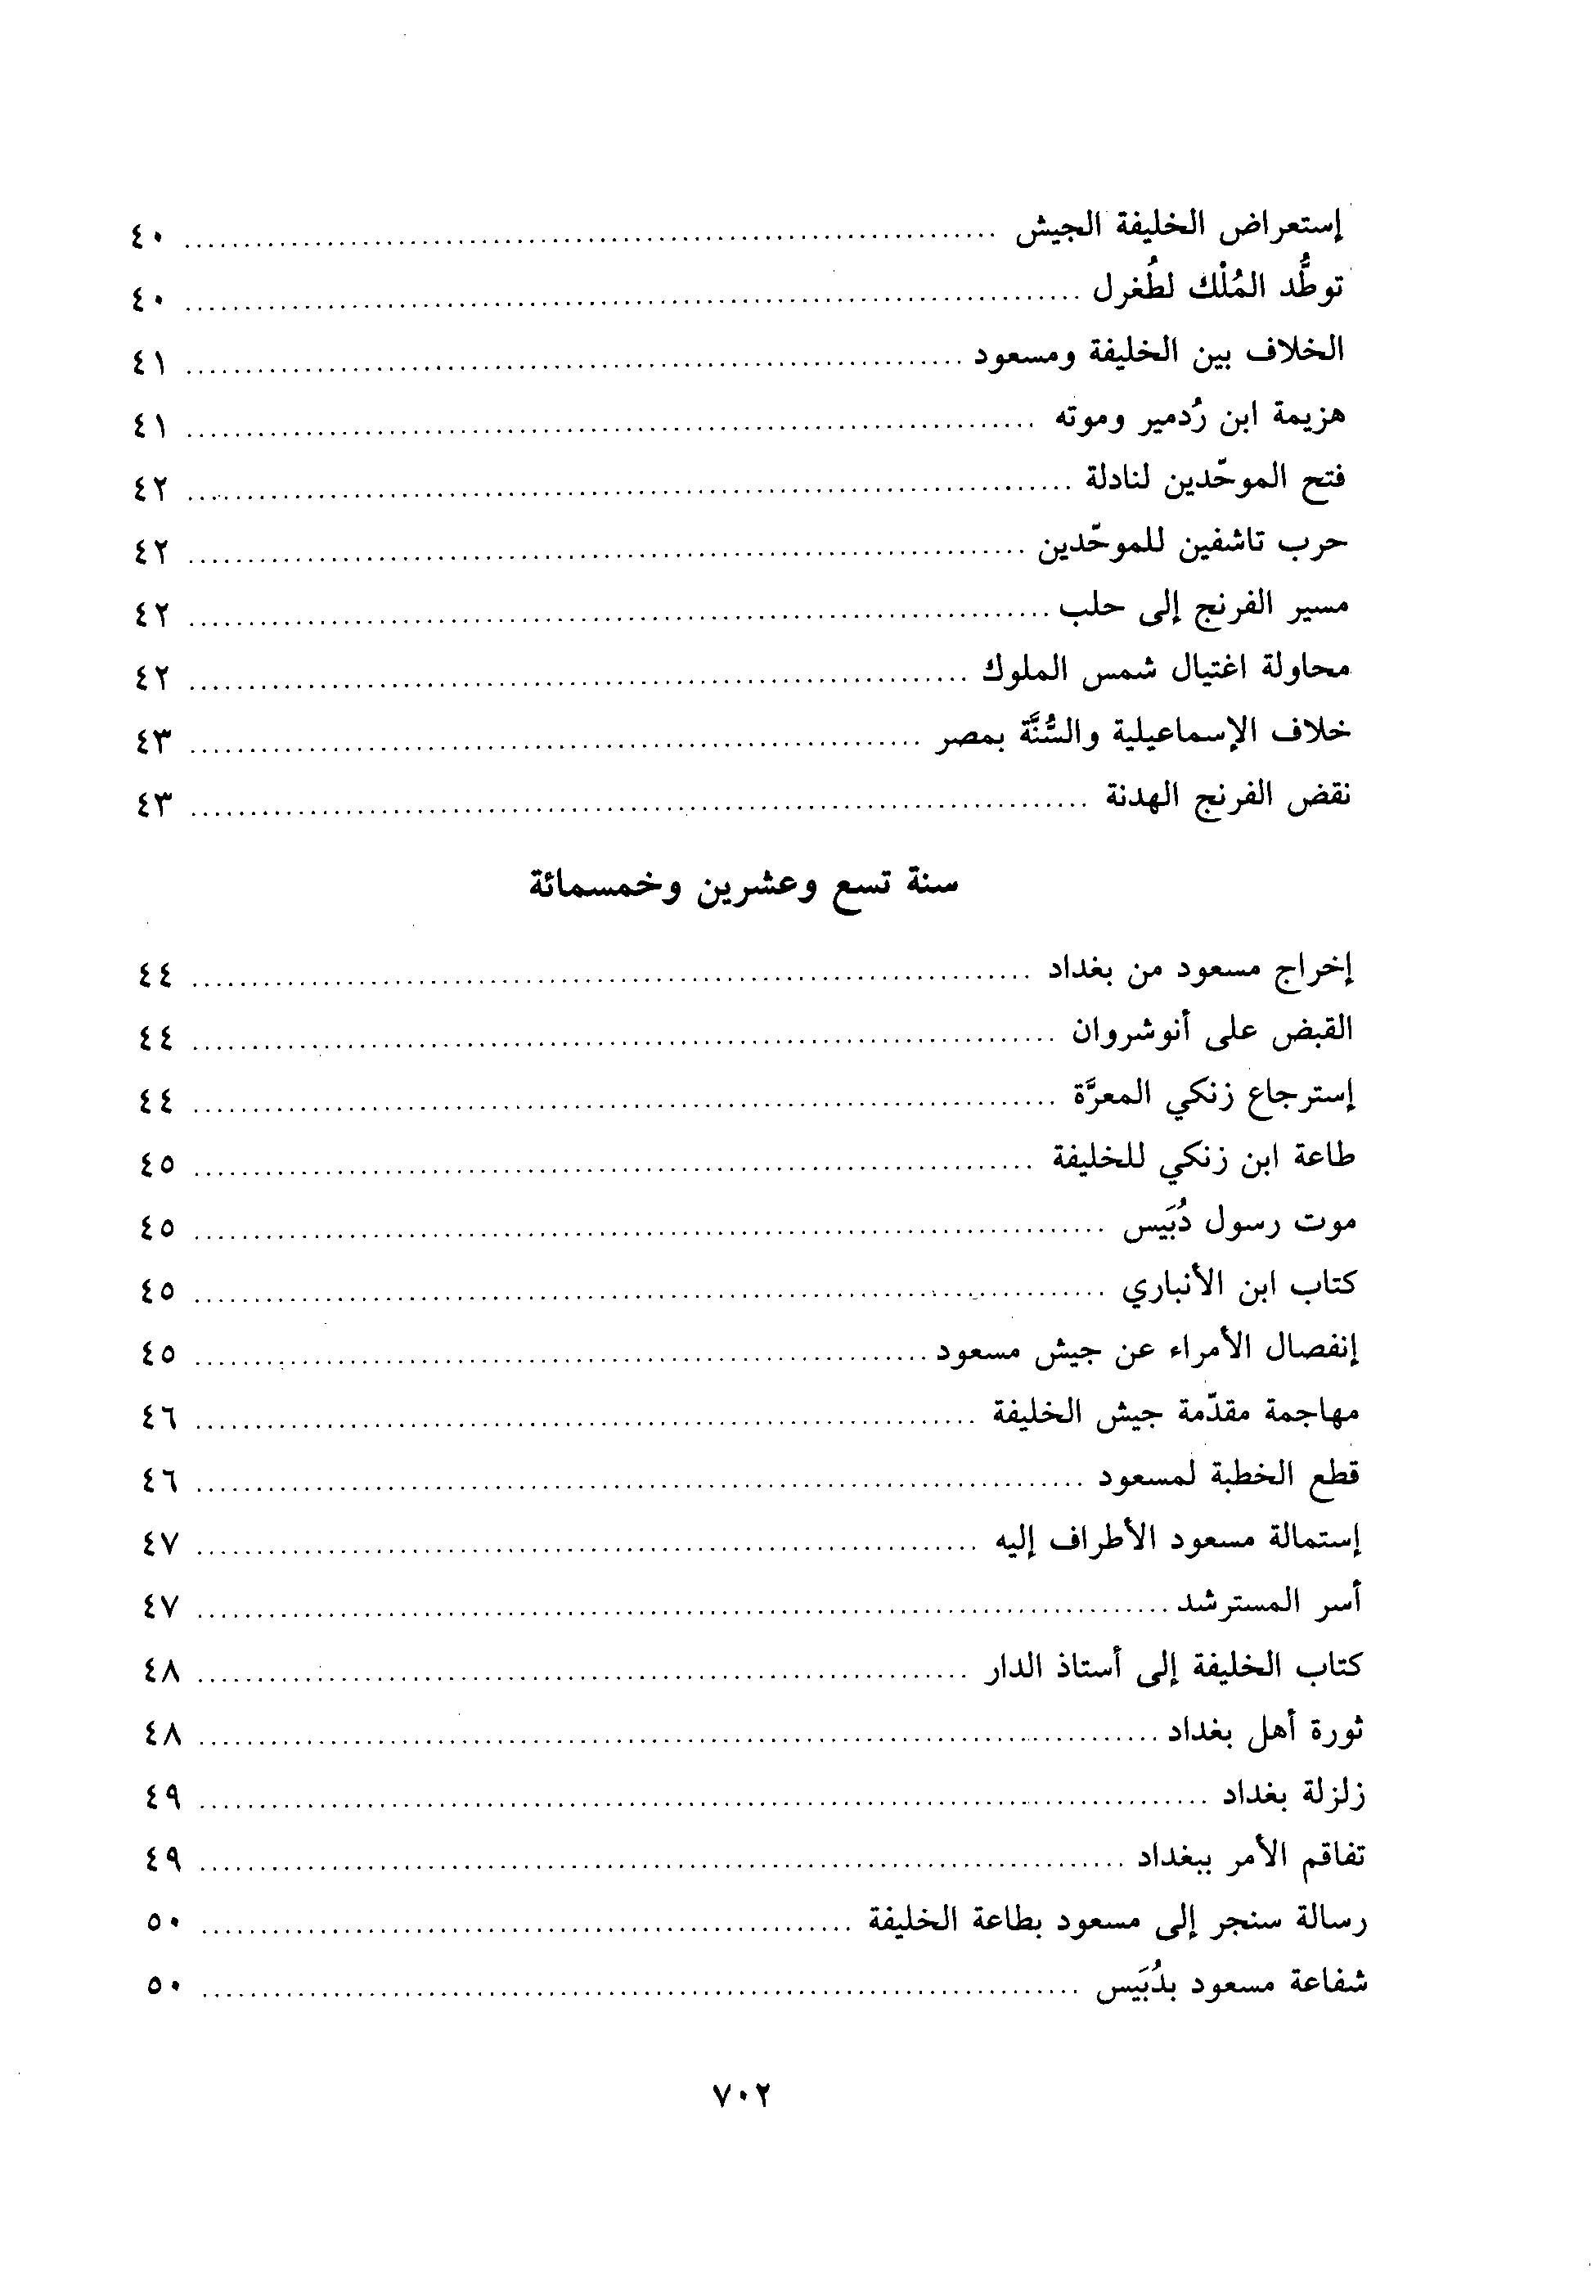 إستعراض الخليفة الجيش ........ ٤٠
توطُّد المُلْك لطُغرل ........ ٤٠
الخلاف بين الخليفة ومسعود ........ ٤١
هزيمة ابن رُدمير وموته ........ ٤١
فتح الموحّدين لنادلة ........ ٤٢
حرب تاشفين للموحّدين ........ ٤٢
مسير الفرنج إلى حلب ........ ٤٢
محاولة اغتيال شمس الملوك ........ ٤٢
خلاف الإسماعيلية والسُّنَّة بمصر ........ ٤٣
نقض الفرنج الهدنة ........ ٤٣
سنة تسع وعشرين وخمسمائة
إخراج مسعود من بغداد ........ ٤٤
القبض على أنوشروان ........ ٤٤
إسترجاع زنكي المعرَّة ........ ٤٤
طاعة ابن زنكي للخليفة ........ ٤٥
موت رسول دُبَيس ........ ٤٥
كتاب ابن الأنباري ........ ٤٥
إنفصال الأمراء عن جيش مسعود ........ ٤٥
مهاجمة مقدّمة جيش الخليفة ........ ٤٦
قطع الخطبة لمسعود ........ ٤٦
إستمالة مسعود الأطراف إليه ........ ٤٧
أسر المسترشد ........ ٤٧
كتاب الخليفة إلى أستاذ الدار ........ ٤٨
ثورة أهل بغداد ........ ٤٨
زلزلة بغداد ........ ٤٩
تفاقم الأمر ببغداد ........ ٤٩
رسالة سنجر إلى مسعود بطاعة الخليفة ........ ٥٠
شفاعة مسعود بدُبَيس ........ ٥٠
٧٠٢